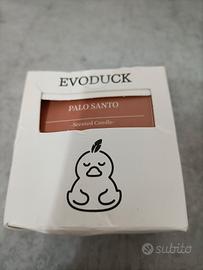 EVODUCK
PALO SANTO
-Scented Candle-
subito